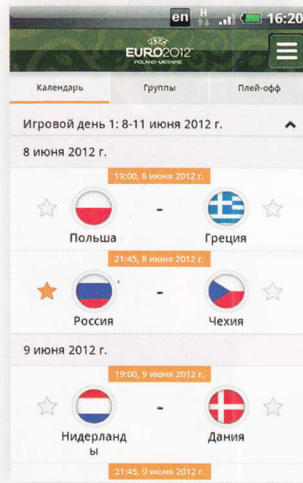 en H 16:20
EURO2012
POLAND-UKRAINE
Календарь Группы Плей-офф
Игровой день 1: 8-11 июня 2012 г.
8 июня 2012 г.
19:00, 8 июня 2012 г.
-
Польша Греция
21:45, 8 июня 2012 г.
-
Россия Чехия
9 июня 2012 г.
19:00, 9 июня 2012 г.
-
Нидерланд Дания
ы
21:45, 9 июня 2012 г.